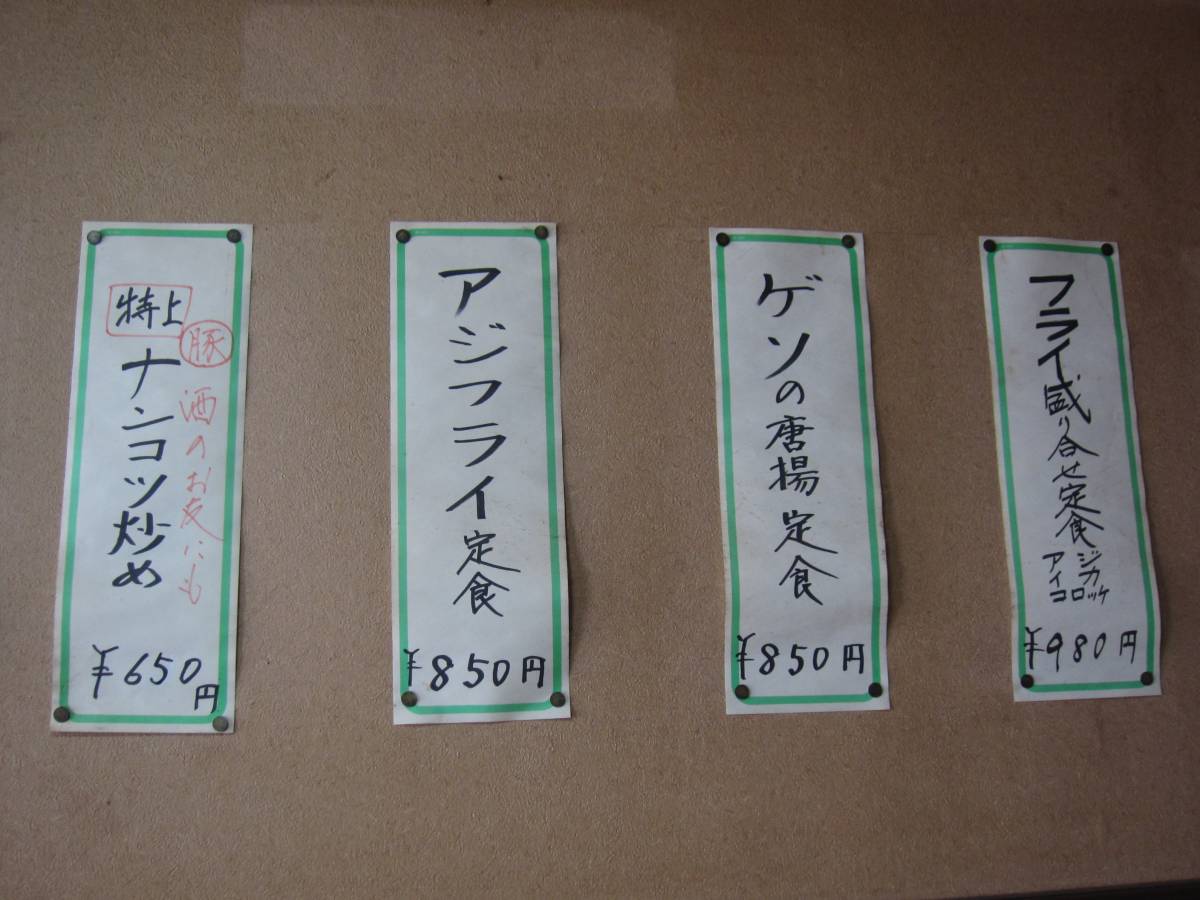 特上
豚
ナンコツ炒め
酒のお友にも
¥650円
アジフライ定食
¥850円
ゲソの唐揚定食
¥850円
フライ盛り合せ定食
アジ
イカ
コロッケ
¥980円